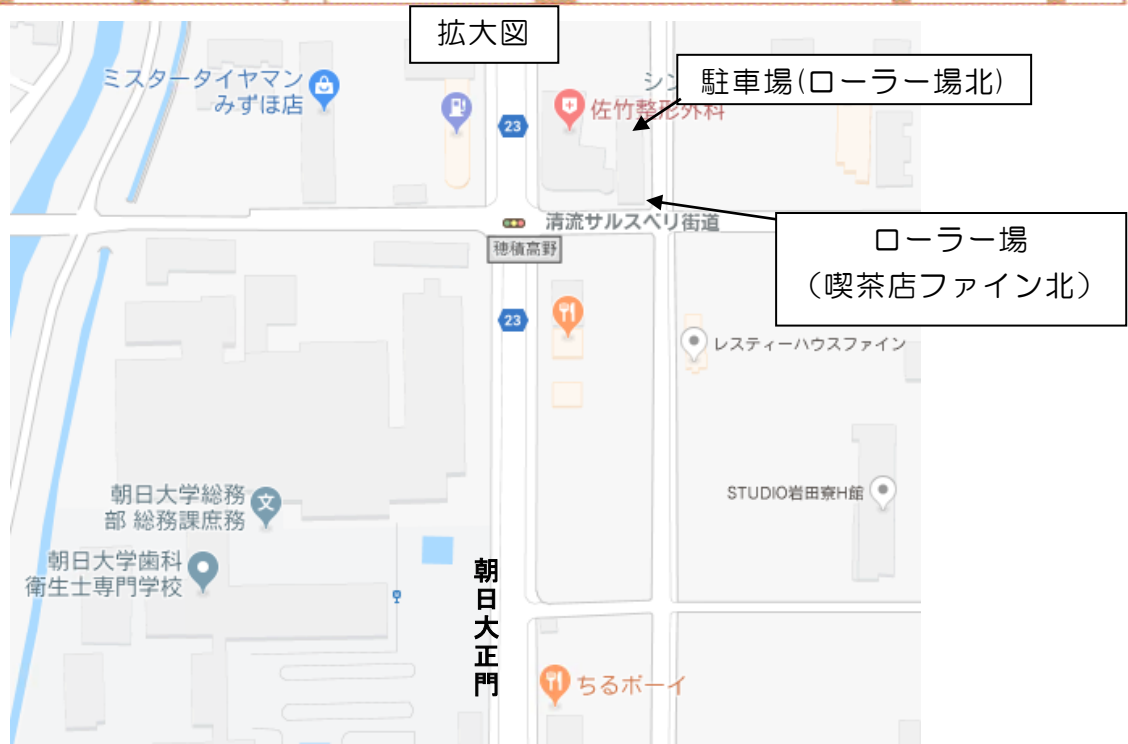 拡大図
ミスタータイヤマン
みずほ店
シン
駐車場(ローラー場北)
佐竹整形外科
23
清流サルスベリ街道
穂積高野
ローラー場
（喫茶店ファイン北）
23
レスティーハウスファイン
STUDIO岩田寮H館
朝日大学総務
部 総務課庶務
朝日大学歯科
衛生士専門学校
朝日大正門
ちるボーイ